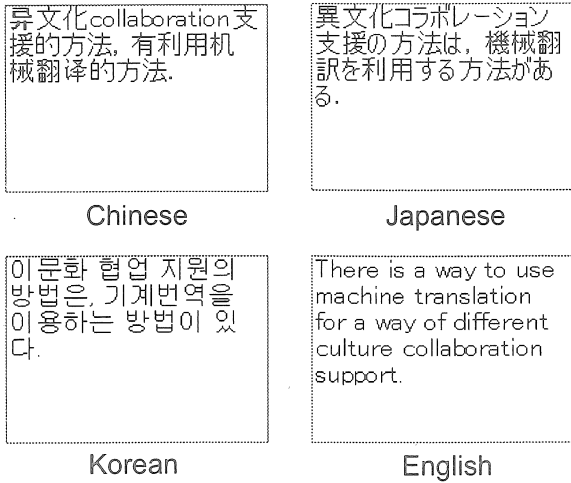 异文化collaboration支
援的方法, 有利用机
械翻译的方法.
Chinese
異文化コラボレーション
支援の方法は, 機械翻
訳を利用する方法があ
る.
Japanese
이문화 협업 지원의
방법은, 기계번역을
이용하는 방법이 있
다.
Korean
There is a way to use
machine translation
for a way of different
culture collaboration
support.
English